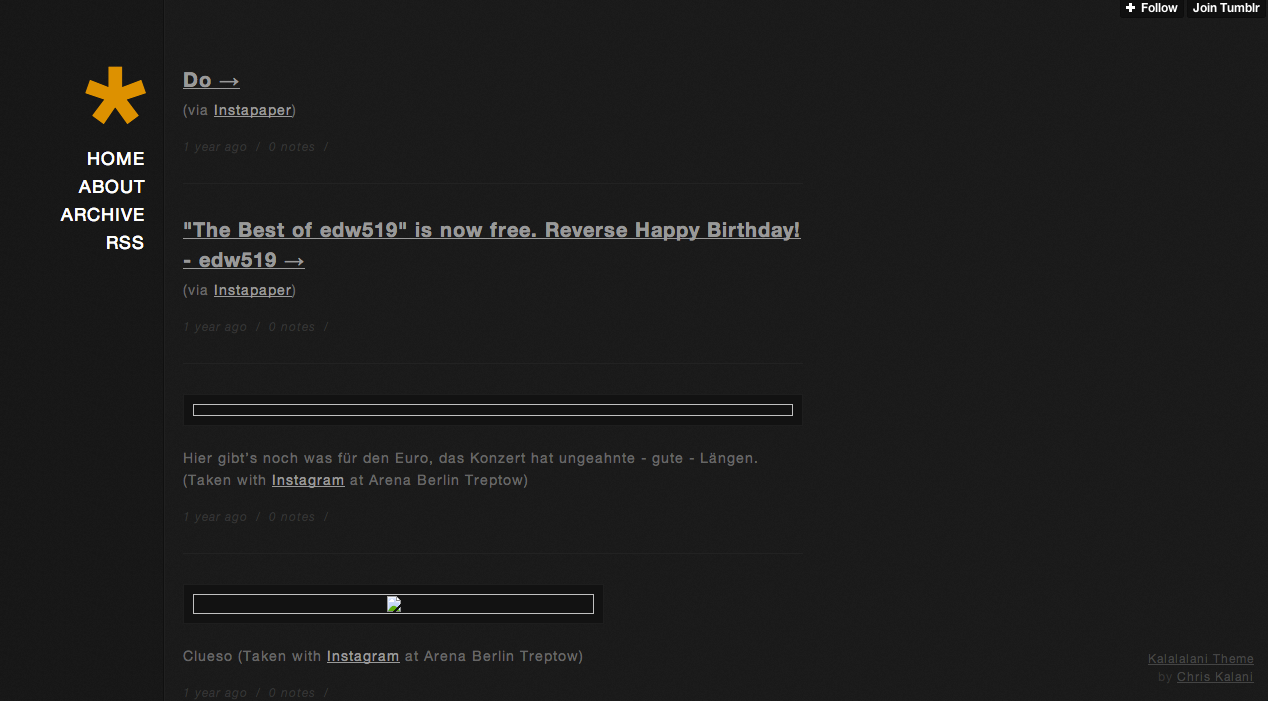 Follow
Join Tumblr
HOME
ABOUT
ARCHIVE
RSS
Do →
(via Instapaper)
1 year ago / 0 notes /
"The Best of edw519" is now free. Reverse Happy Birthday!
- edw519 →
(via Instapaper)
1 year ago / 0 notes /
Hier gibt's noch was für den Euro, das Konzert hat ungeahnte - gute - Längen.
(Taken with Instagram at Arena Berlin Treptow)
1 year ago / 0 notes /
Clueso (Taken with Instagram at Arena Berlin Treptow)
1 year ago / 0 notes /
Kalalalani Theme
by Chris Kalani